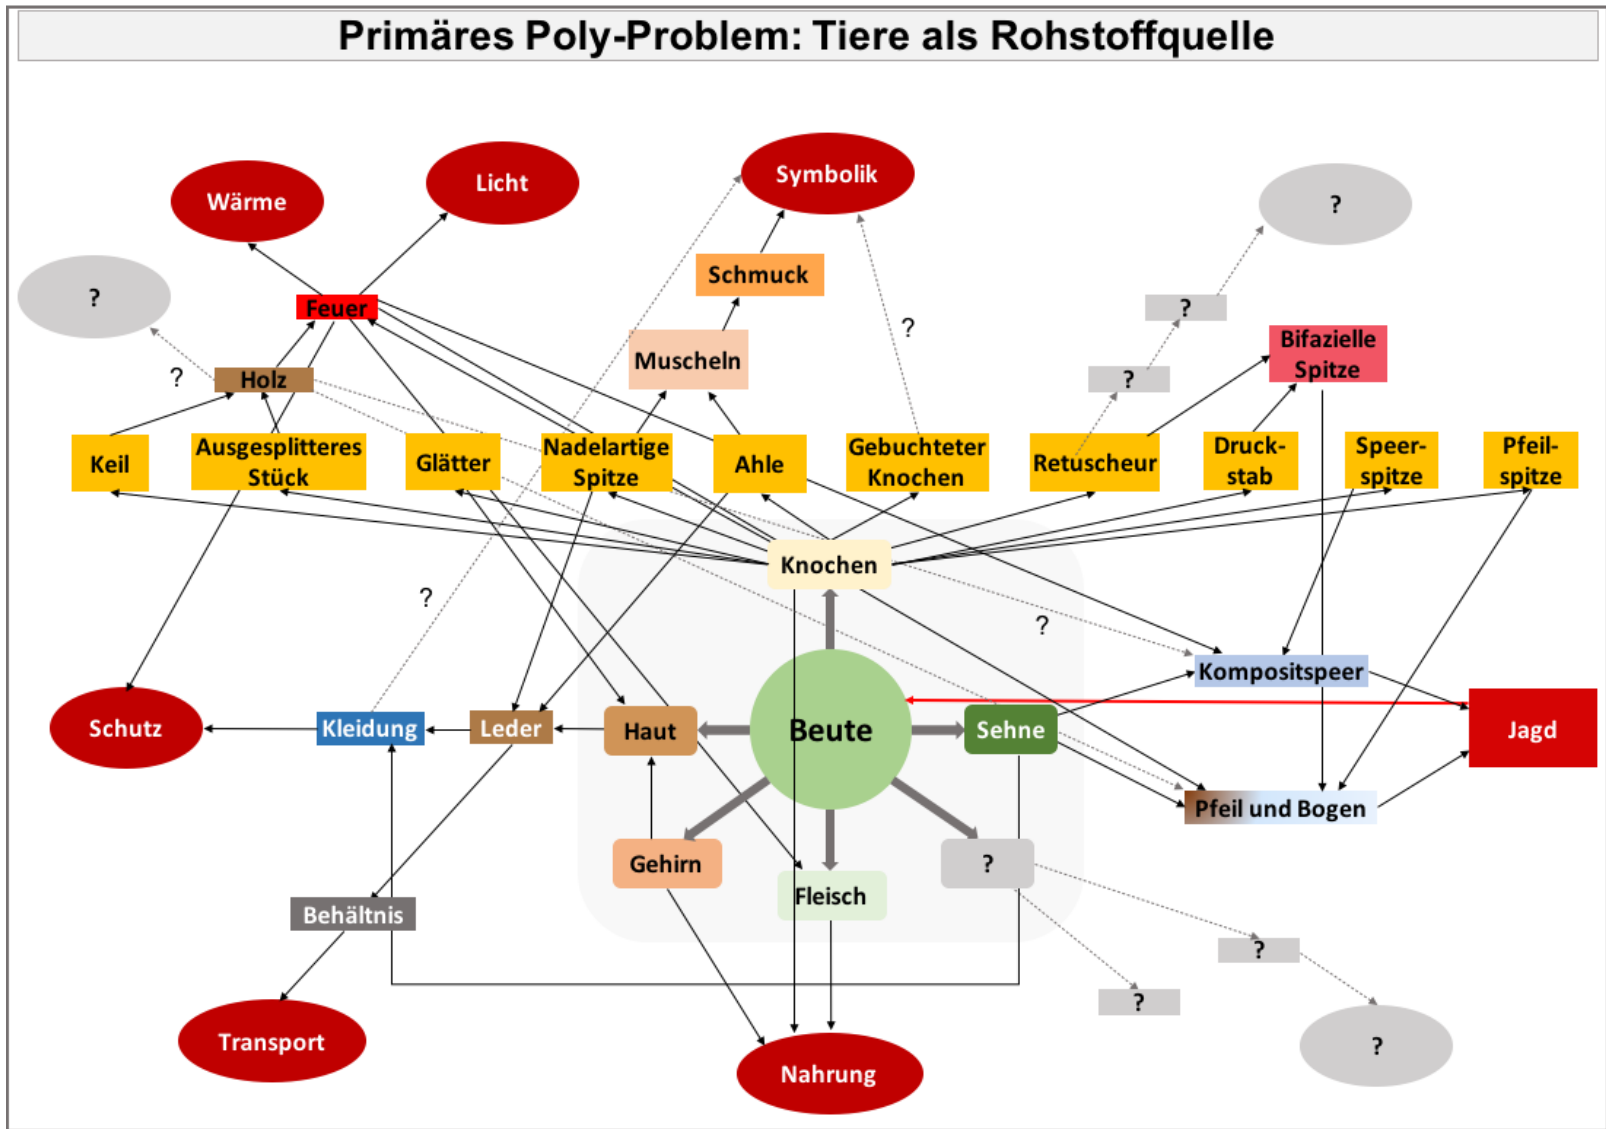 Primäres Poly-Problem: Tiere als Rohstoffquelle
Symbolik
Licht
Wärme
?
Schmuck
?
Feuer
?
?
Muscheln
Bifazielle
Spitze
?
Holz
?
?
Keil
Ausgesplitteres
Stück
Glätter
Nadelartige
Spitze
Ahle
Gebuchteter
Knochen
Retuscheur
Druck-
stab
Speer-
spitze
Pfeil-
spitze
Knochen
?
?
Kompositspeer
Schutz
Kleidung
Leder
Haut
Beute
Sehne
Jagd
Pfeil und Bogen
Gehirn
?
Fleisch
Behältnis
?
?
Transport
Nahrung
?